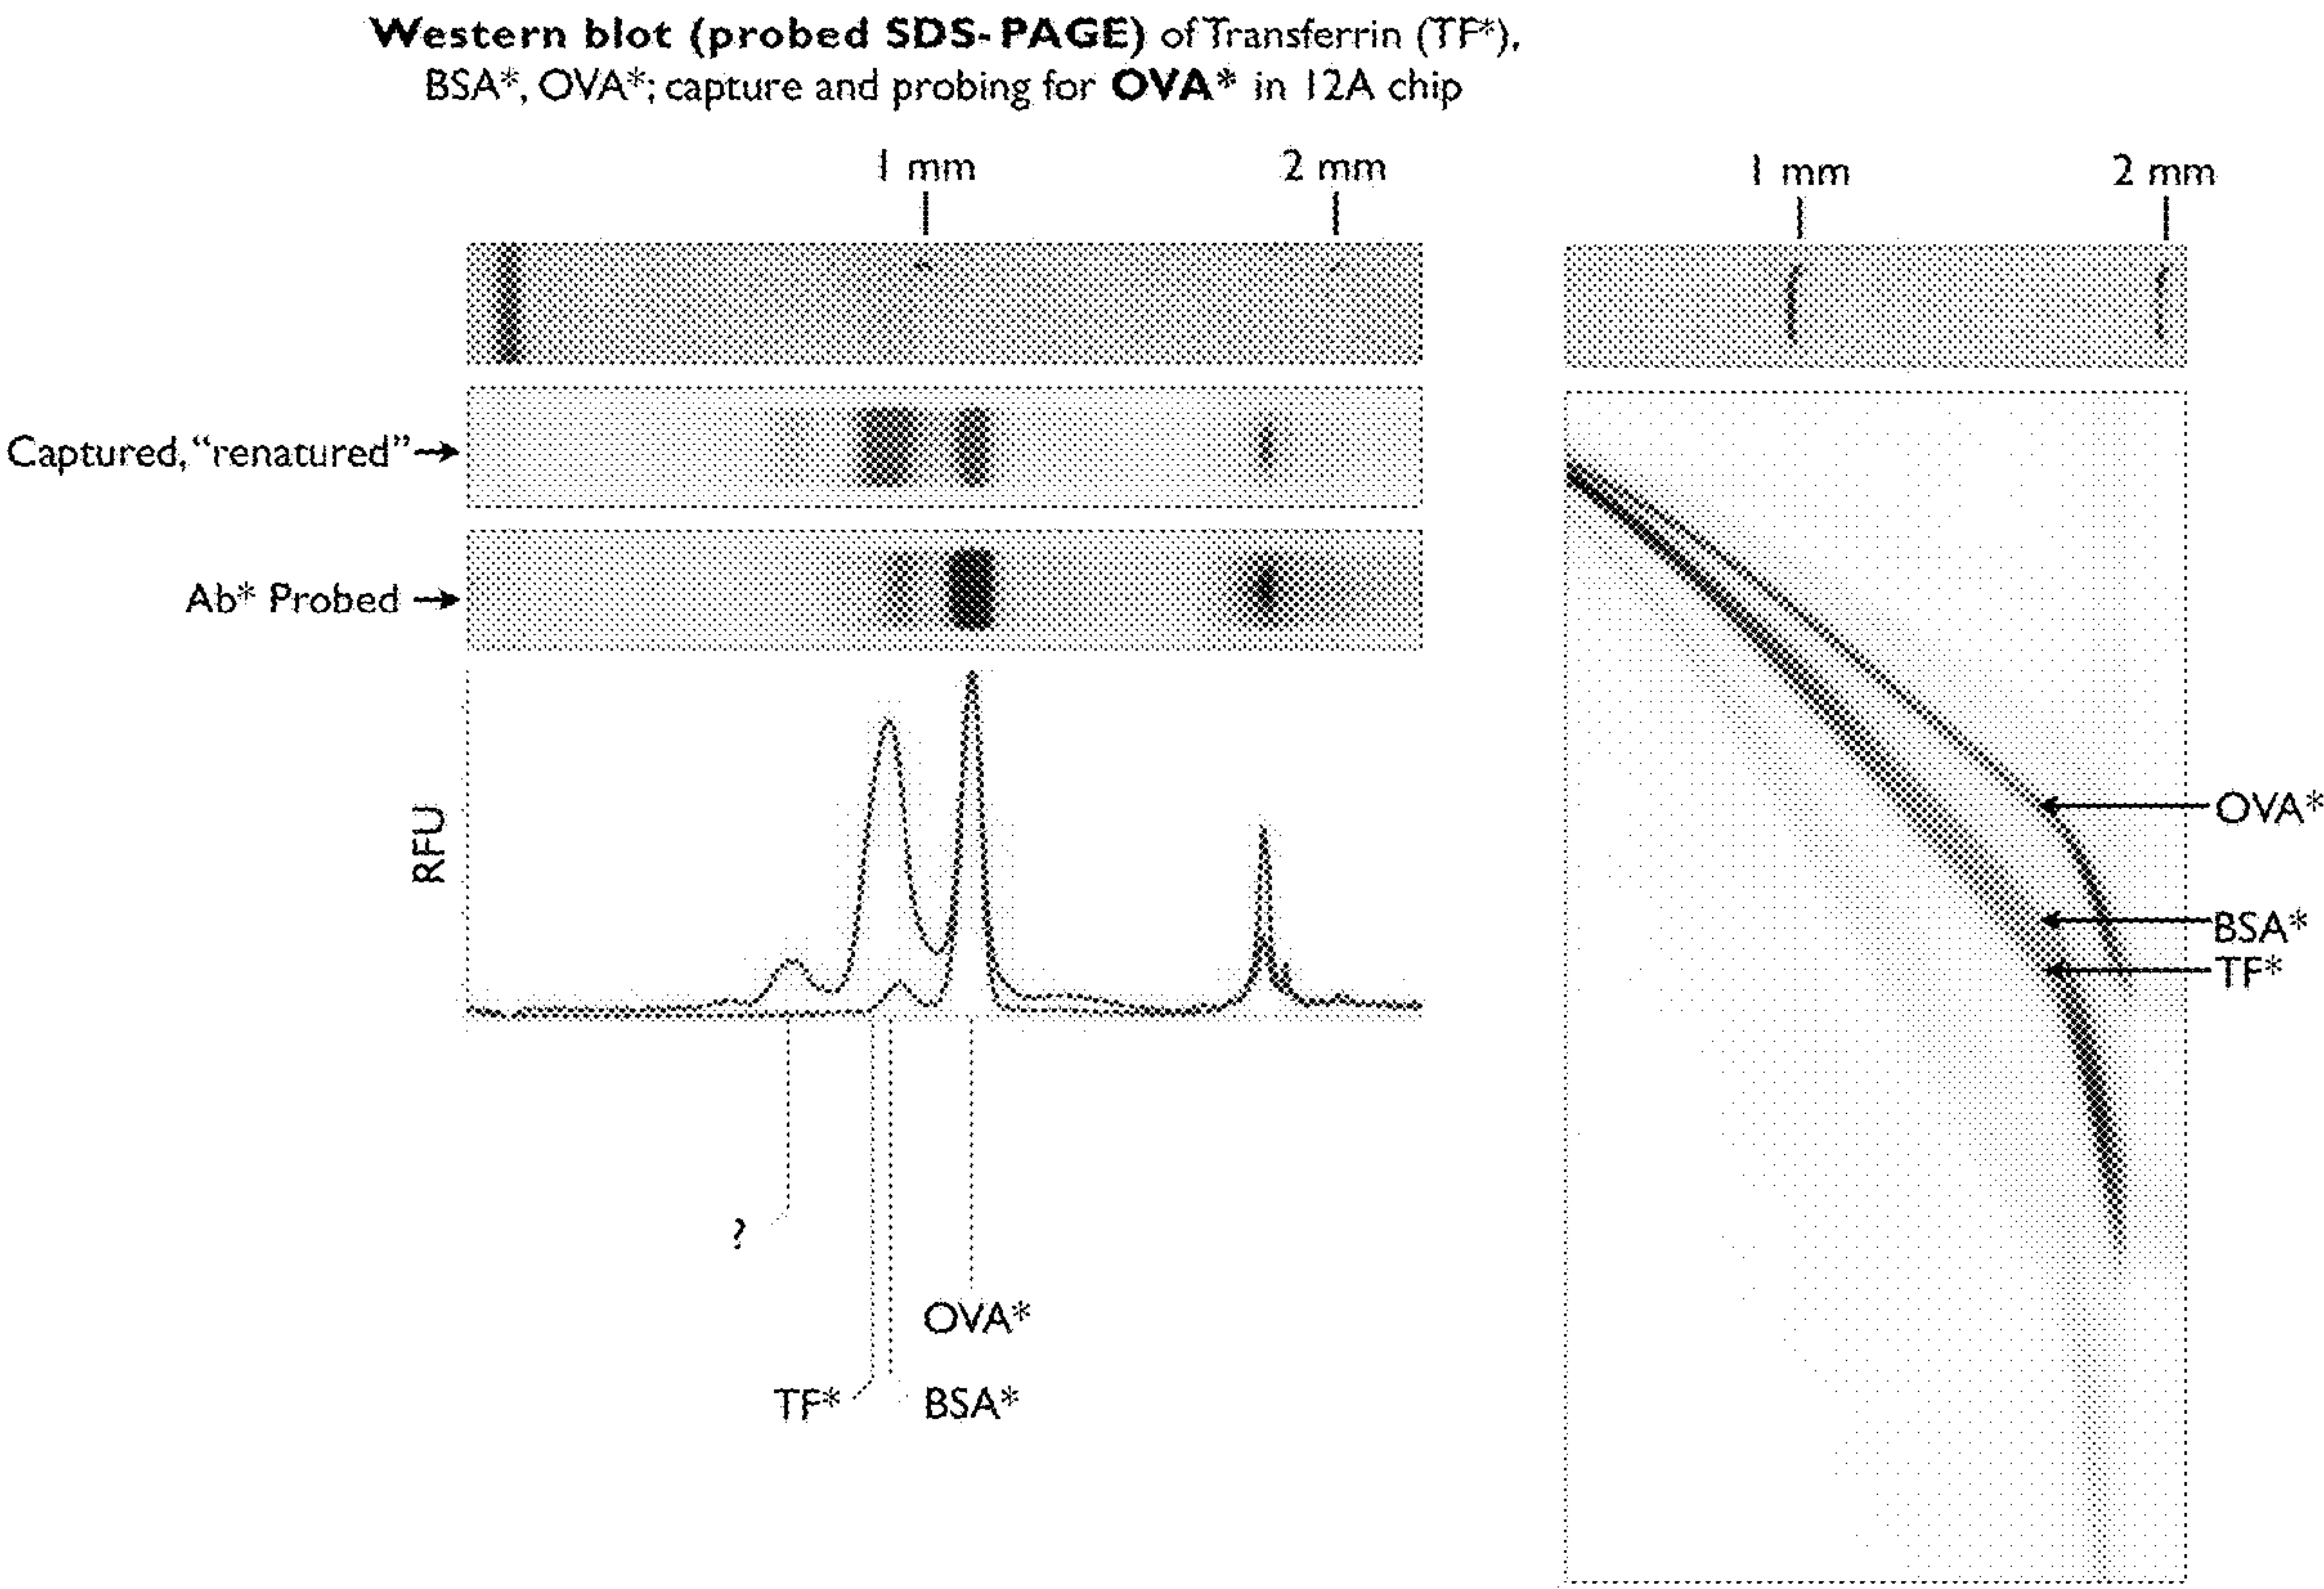 Western blot (probed SDS-PAGE) of Transferrin (TF*),
BSA*, OVA*; capture and probing for OVA* in 12A chip
1 mm
2 mm
1 mm
2 mm
Captured, “renatured”
Ab* Probed
RFU
OVA*
BSA*
TF*
?
OVA*
TF*
BSA*